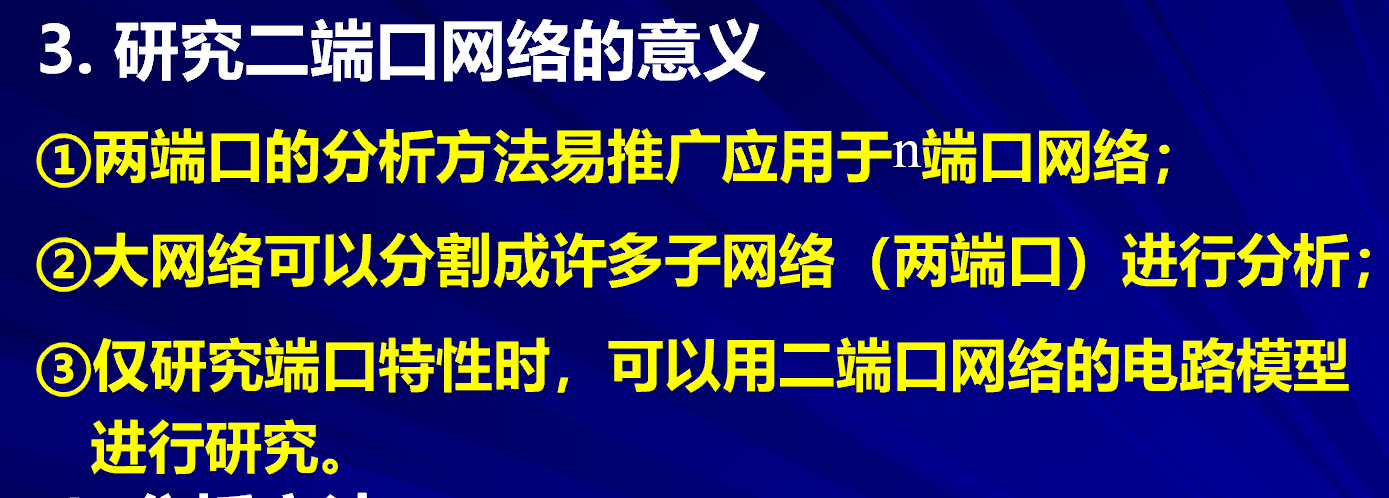 3. 研究二端口网络的意义
①两端口的分析方法易推广应用于n端口网络；
②大网络可以分割成许多子网络（两端口）进行分析；
③仅研究端口特性时，可以用二端口网络的电路模型
进行研究。